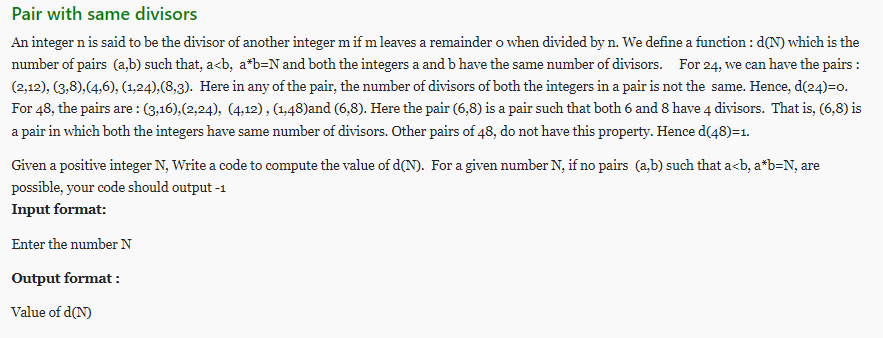 Pair with same divisors
An integer n is said to be the divisor of another integer m if m leaves a remainder 0 when divided by n. We define a function : d(N) which is the
number of pairs (a,b) such that, a<b, a*b=N and both the integers a and b have the same number of divisors. For 24, we can have the pairs :
(2,12), (3,8),(4,6), (1,24),(8,3). Here in any of the pair, the number of divisors of both the integers in a pair is not the same. Hence, d(24)=0.
For 48, the pairs are : (3,16),(2,24), (4,12) , (1,48)and (6,8). Here the pair (6,8) is a pair such that both 6 and 8 have 4 divisors. That is, (6,8) is
a pair in which both the integers have same number of divisors. Other pairs of 48, do not have this property. Hence d(48)=1.
Given a positive integer N, Write a code to compute the value of d(N). For a given number N, if no pairs (a,b) such that a<b, a*b=N, are
possible, your code should output -1
Input format:
Enter the number N
Output format :
Value of d(N)